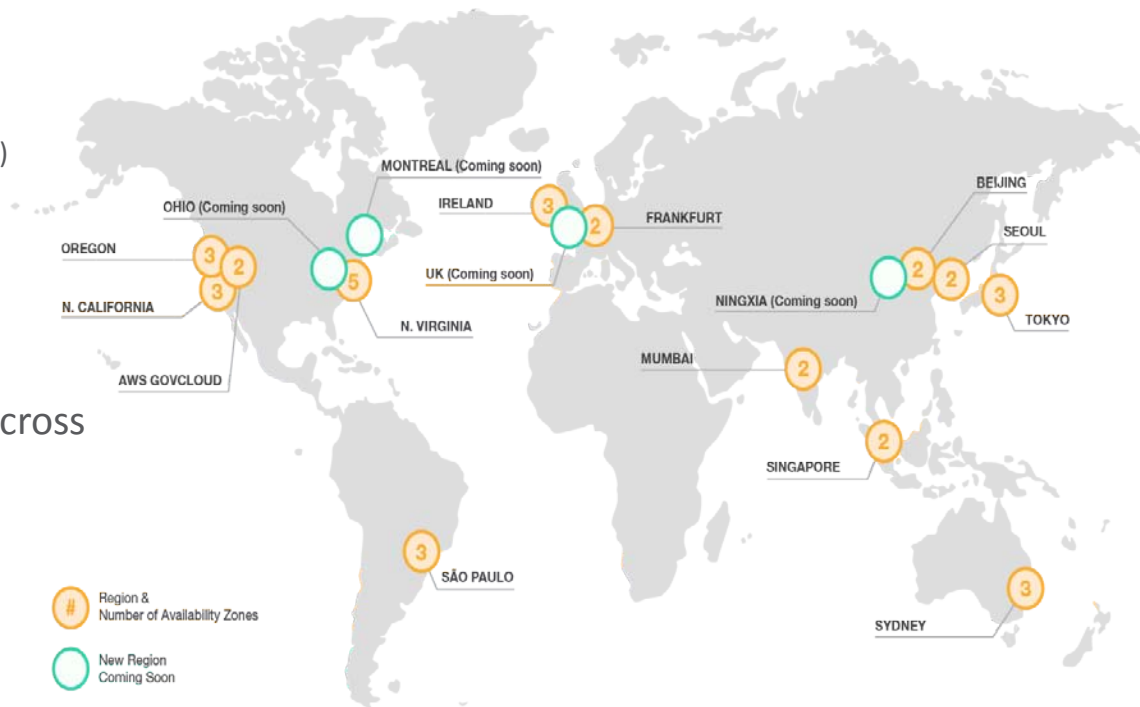 )
MONTREAL (Coming soon)
BEIJING
OHIO (Coming soon)
IRELAND
3
2
FRANKFURT
SEOUL
OREGON
3
2
UK (Coming soon)
2
2
3
5
NINGXIA (Coming soon)
N. CALIFORNIA
3
TOKYO
N. VIRGINIA
MUMBAI
2
AWS GOVCLOUD
cross
2
SINGAPORE
3
SÃO PAULO
3
SYDNEY
# Region &
Number of Availability Zones
New Region
Coming Soon